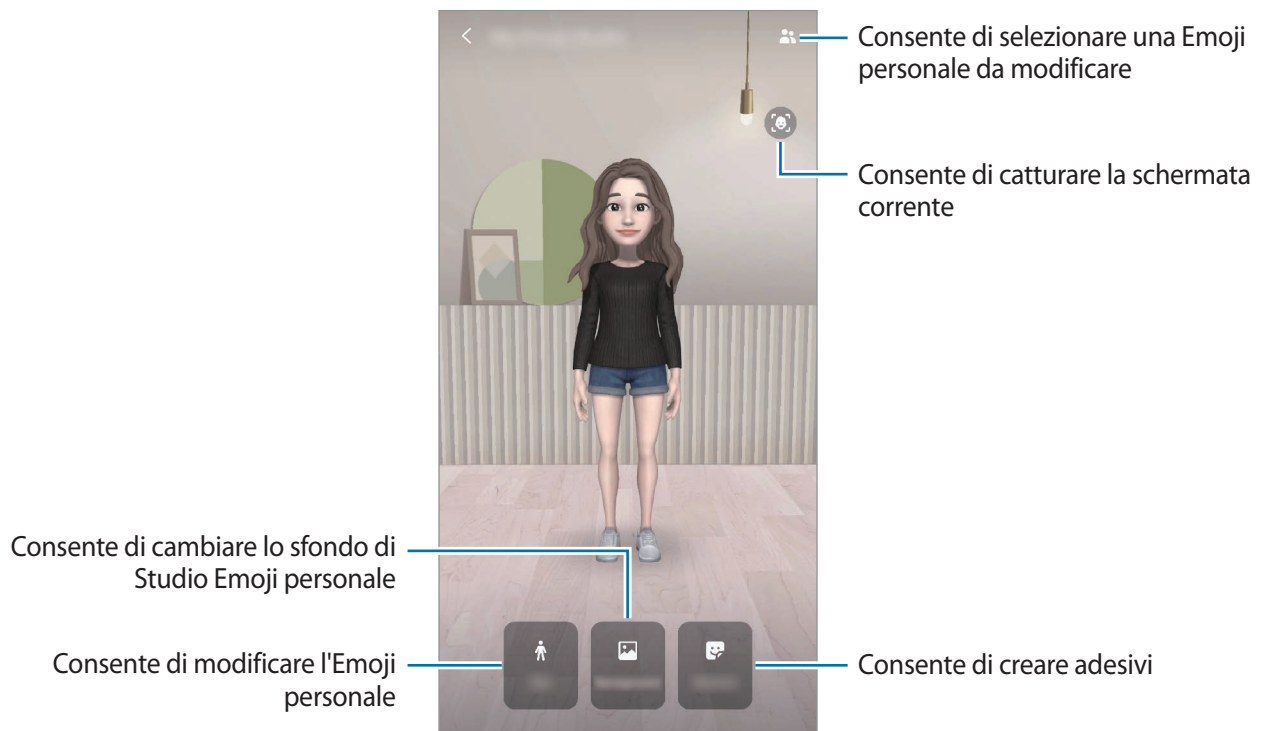 Consente di selezionare una Emoji
personale da modificare
Consente di catturare la schermata
corrente
Consente di cambiare lo sfondo di
Studio Emoji personale
Consente di modificare l'Emoji
personale
Consente di creare adesivi